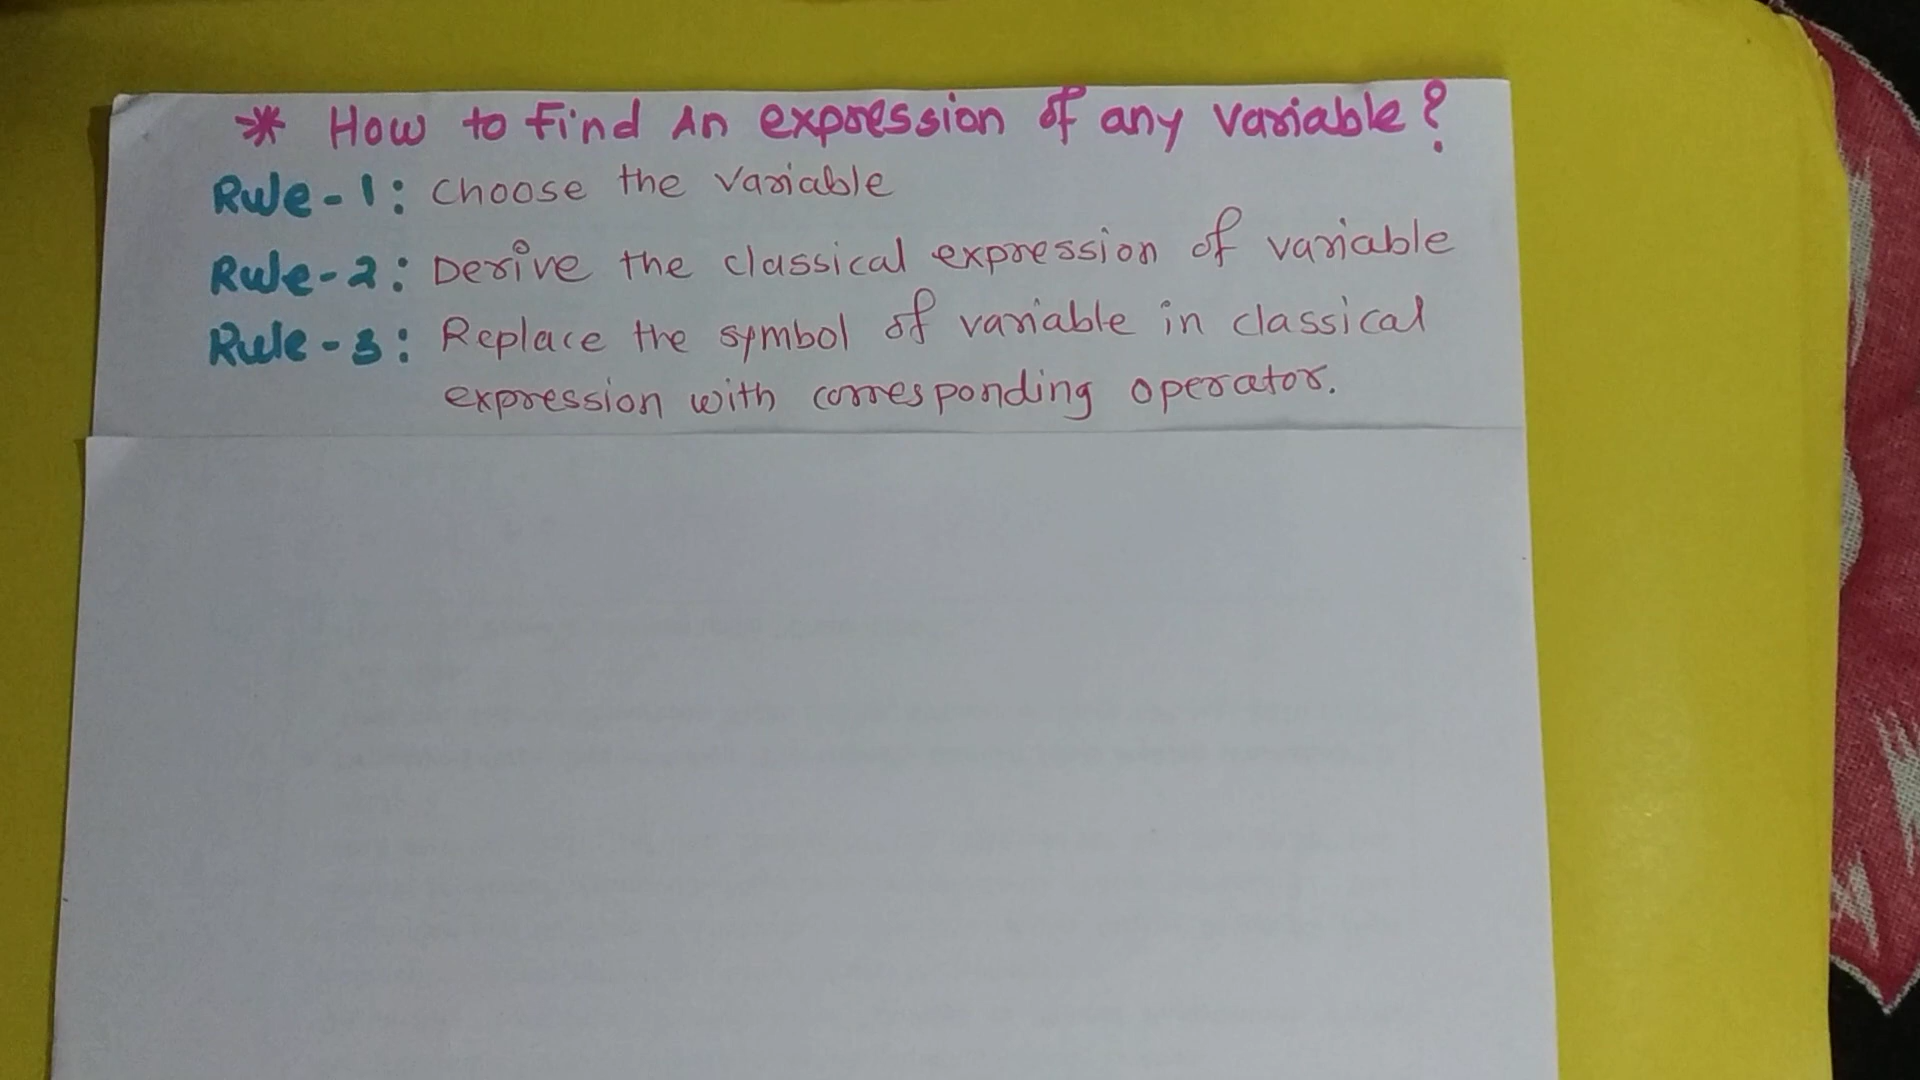 * How to Find An expression of any variable?
Rule-1: Choose the variable
Rule-2: Derive the classical expression of variable
Rule-3: Replace the symbol of variable in classical
expression with corresponding operator.